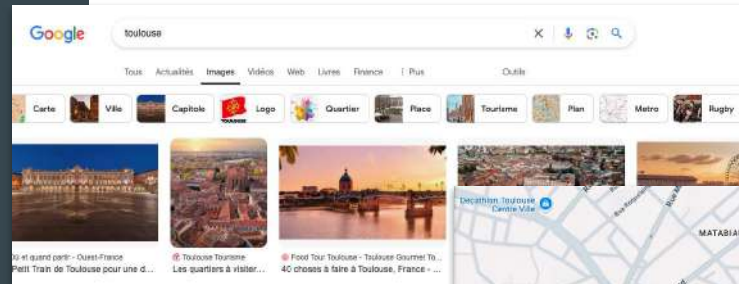 Google
toulouse
Tous Actualités Images Vidéos Web Livres Finance Plus Outils
Carte Ville Capitole Logo Quartier Place Tourisme Plan Metro Rugby
TOULOUSE
et quand partir - Ouest-France
Petit Train de Toulouse pour une d...
Toulouse Tourisme
Les quartiers à visiter...
Food Tour Toulouse - Toulouse Gourmet To...
40 choses à faire à Toulouse, France - ...
Decathlon Toulouse
Centre Ville
MATABIA